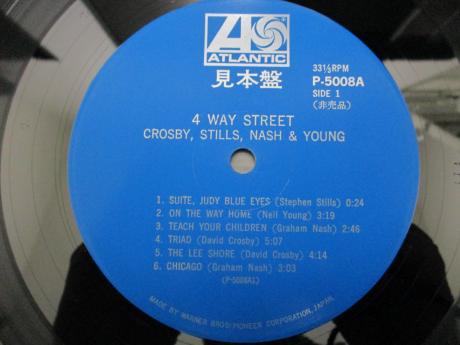 ATLANTIC
見本盤
33⅓RPM
P-5008A
SIDE 1
(非売品)
4 WAY STREET
CROSBY, STILLS, NASH & YOUNG
1. SUITE, JUDY BLUE EYES (Stephen Stills) 0:24
2. ON THE WAY HOME (Neil Young) 3:19
3. TEACH YOUR CHILDREN (Graham Nash) 2:46
4. TRIAD (David Crosby) 5:07
5. THE LEE SHORE (David Crosby) 4:14
6. CHICAGO (Graham Nash) 3:03
(P-5008A1)
MADE BY WARNER BROS/PIONEER CORPORATION, JAPAN.